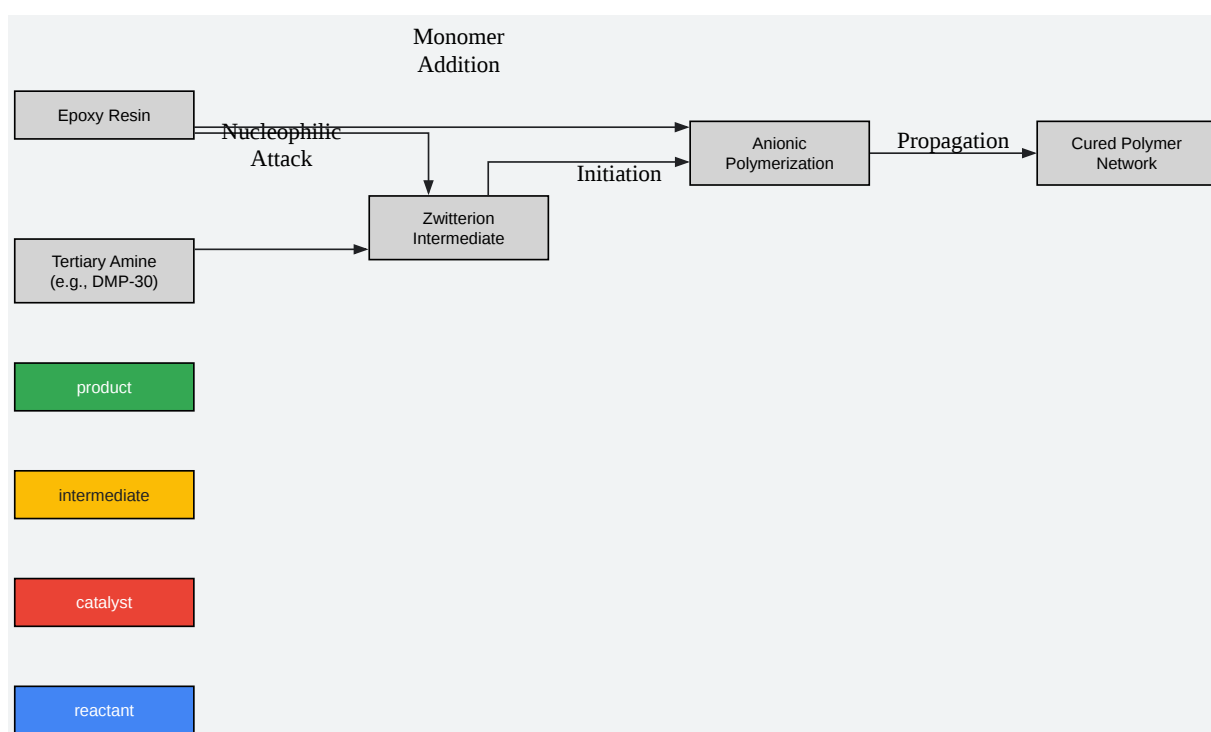 Monomer
Addition
Epoxy Resin
Nucleophilic
Attack
Anionic
Polymerization
Propagation
Cured Polymer
Network
Initiation
Zwitterion
Intermediate
Tertiary Amine
(e.g., DMP-30)
product
intermediate
catalyst
reactant